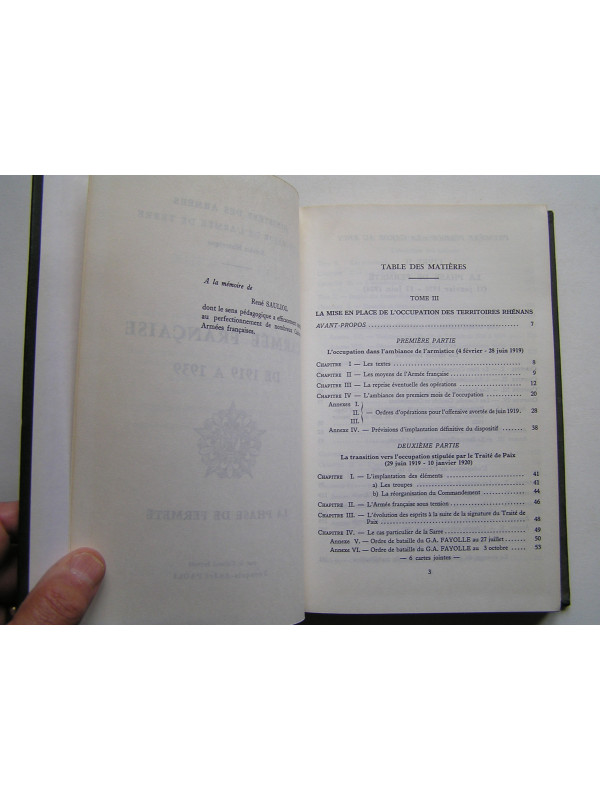 A la mémoire de
René SAULIOL
dont le sens pédagogique a efficacement
au perfectionnement de nombreux
Armées françaises.
TABLE DES MATIÈRES
TOME III
LA MISE EN PLACE DE L'OCCUPATION DES TERRITOIRES RHÉNANS
AVANT-PROPOS ........ 7
PREMIÈRE PARTIE
L'occupation dans l'ambiance de l'armistice (4 février - 28 juin 1919)
CHAPITRE I — Les textes ........ 8
CHAPITRE II — Les moyens de l'Armée française ........ 9
CHAPITRE III — La reprise éventuelle des opérations ........ 12
CHAPITRE IV — L'ambiance des premiers mois de l'occupation ........ 20
Annexes I.
II. — Ordres d'opérations pour l'offensive avortée de juin 1919. 28
III.
Annexe IV. — Prévisions d'implantation définitive du dispositif ........ 38
DEUXIÈME PARTIE
La transition vers l'occupation stipulée par le Traité de Paix
(29 juin 1919 - 10 janvier 1920)
CHAPITRE I. — L'implantation des éléments ........ 41
a) Les troupes ........ 41
b) La réorganisation du Commandement ........ 44
CHAPITRE II. — L'Armée française sous tension ........ 46
CHAPITRE III. — L'évolution des esprits à la suite de la signature du Traité de
Paix ........ 48
CHAPITRE IV. — Le cas particulier de la Sarre ........ 49
Annexe V. — Ordre de bataille du G.A. FAYOLLE au 27 juillet ........ 50
Annexe VI. — Ordre de bataille du G.A. FAYOLLE au 3 octobre ........ 53
— 6 cartes jointes —
3